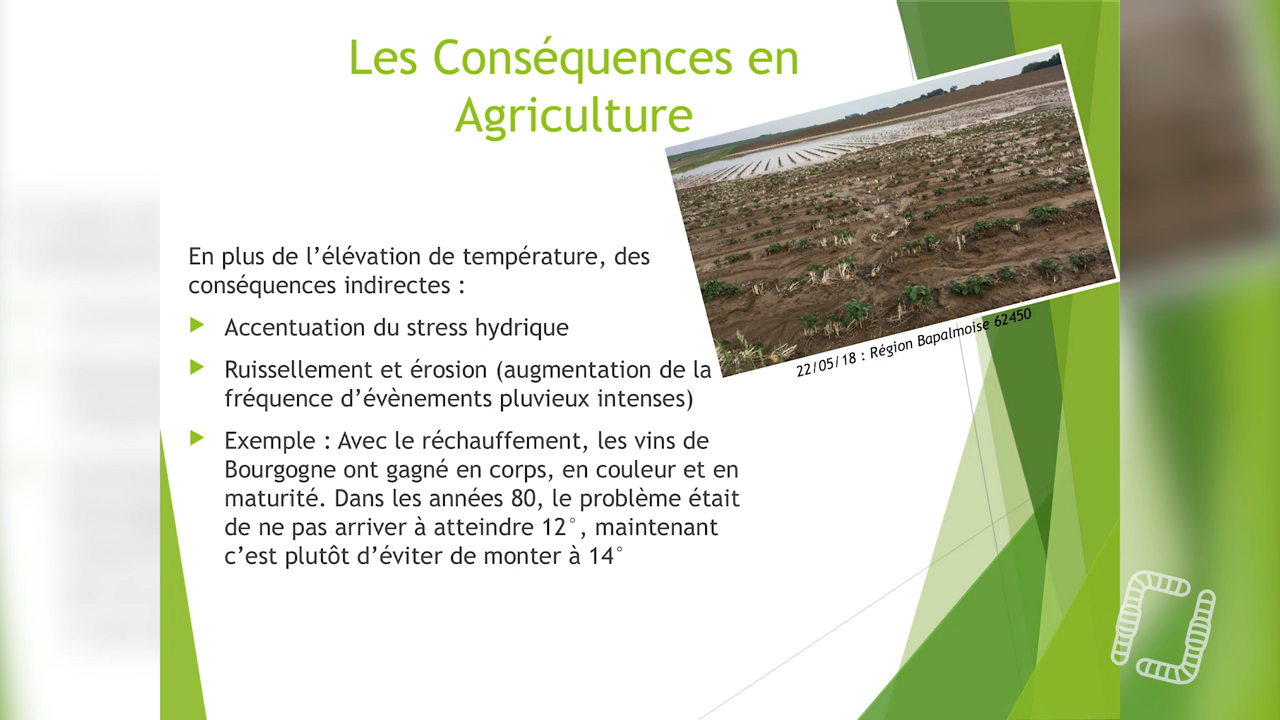 Les Conséquences en
Agriculture
En plus de l’élévation de température, des
conséquences indirectes :
Accentuation du stress hydrique
Ruissellement et érosion (augmentation de la
fréquence d’évènements pluvieux intenses)
Exemple : Avec le réchauffement, les vins de
Bourgogne ont gagné en corps, en couleur et en
maturité. Dans les années 80, le problème était
de ne pas arriver à atteindre 12°, maintenant
c’est plutôt d’éviter de monter à 14°
22/05/18 : Région Bapalmoise 62450